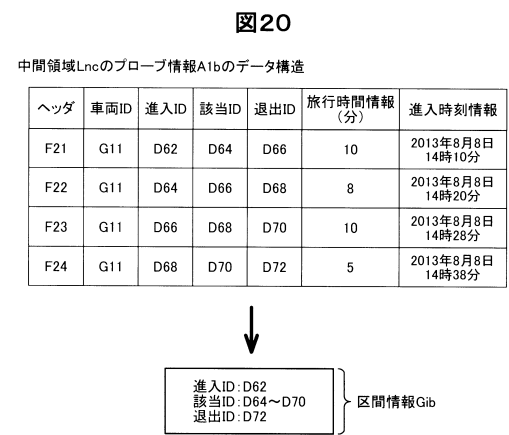 図20
中間領域Lncのプローブ情報A1bのデータ構造
ヘッダ 車両ID 進入ID 該当ID 退出ID 旅行時間情報（分） 進入時刻情報
F21 G11 D62 D64 D66 10 2013年8月8日 14時10分
F22 G11 D64 D66 D68 8 2013年8月8日 14時20分
F23 G11 D66 D68 D70 10 2013年8月8日 14時28分
F24 G11 D68 D70 D72 5 2013年8月8日 14時38分
進入ID：D62
該当ID：D64～D70
退出ID：D72
区間情報Gib